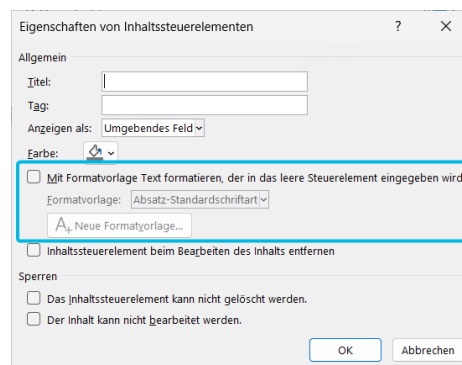 Eigenschaften von Inhaltssteuerelementen ? X
Allgemein
Titel:
Tag:
Anzeigen als: Umgebendes Feld
Farbe:
Mit Formatvorlage Text formatieren, der in das leere Steuerelement eingegeben wird
Formatvorlage: Absatz-Standardschriftart
A+ Neue Formatvorlage...
Inhaltssteuerelement beim Bearbeiten des Inhalts entfernen
Sperren
Das Inhaltssteuerelement kann nicht gelöscht werden.
Der Inhalt kann nicht bearbeitet werden.
OK Abbrechen